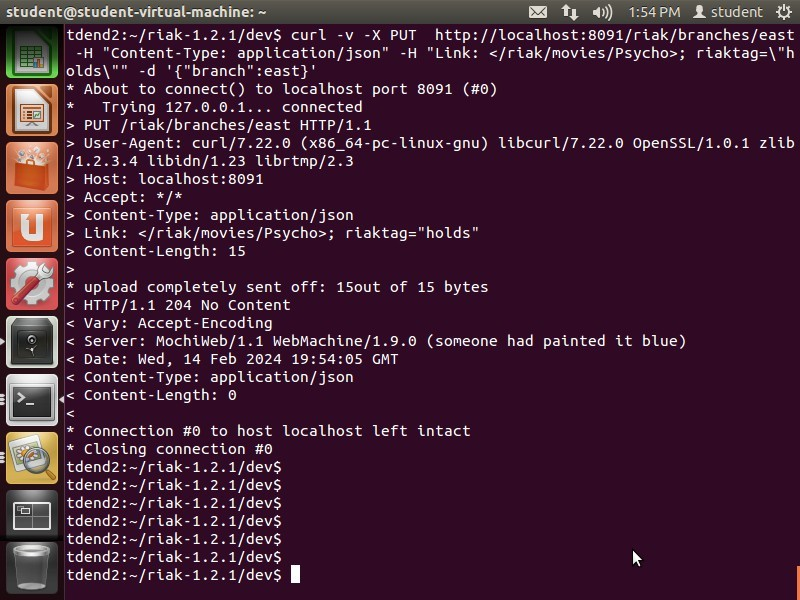 student@student-virtual-machine: ~ 1:54 PM student
tdend2:~/riak-1.2.1/dev$ curl -v -X PUT  http://localhost:8091/riak/branches/east
 -H "Content-Type: application/json" -H "Link: </riak/movies/Psycho>; riaktag=\"h
olds\"" -d '{"branch":east}'
* About to connect() to localhost port 8091 (#0)
*   Trying 127.0.0.1... connected
> PUT /riak/branches/east HTTP/1.1
> User-Agent: curl/7.22.0 (x86_64-pc-linux-gnu) libcurl/7.22.0 OpenSSL/1.0.1 zlib
/1.2.3.4 libidn/1.23 librtmp/2.3
> Host: localhost:8091
> Accept: */*
> Content-Type: application/json
> Link: </riak/movies/Psycho>; riaktag="holds"
> Content-Length: 15
>
* upload completely sent off: 15out of 15 bytes
< HTTP/1.1 204 No Content
< Vary: Accept-Encoding
< Server: MochiWeb/1.1 WebMachine/1.9.0 (someone had painted it blue)
< Date: Wed, 14 Feb 2024 19:54:05 GMT
< Content-Type: application/json
< Content-Length: 0
<
* Connection #0 to host localhost left intact
* Closing connection #0
tdend2:~/riak-1.2.1/dev$
tdend2:~/riak-1.2.1/dev$
tdend2:~/riak-1.2.1/dev$
tdend2:~/riak-1.2.1/dev$
tdend2:~/riak-1.2.1/dev$
tdend2:~/riak-1.2.1/dev$
tdend2:~/riak-1.2.1/dev$